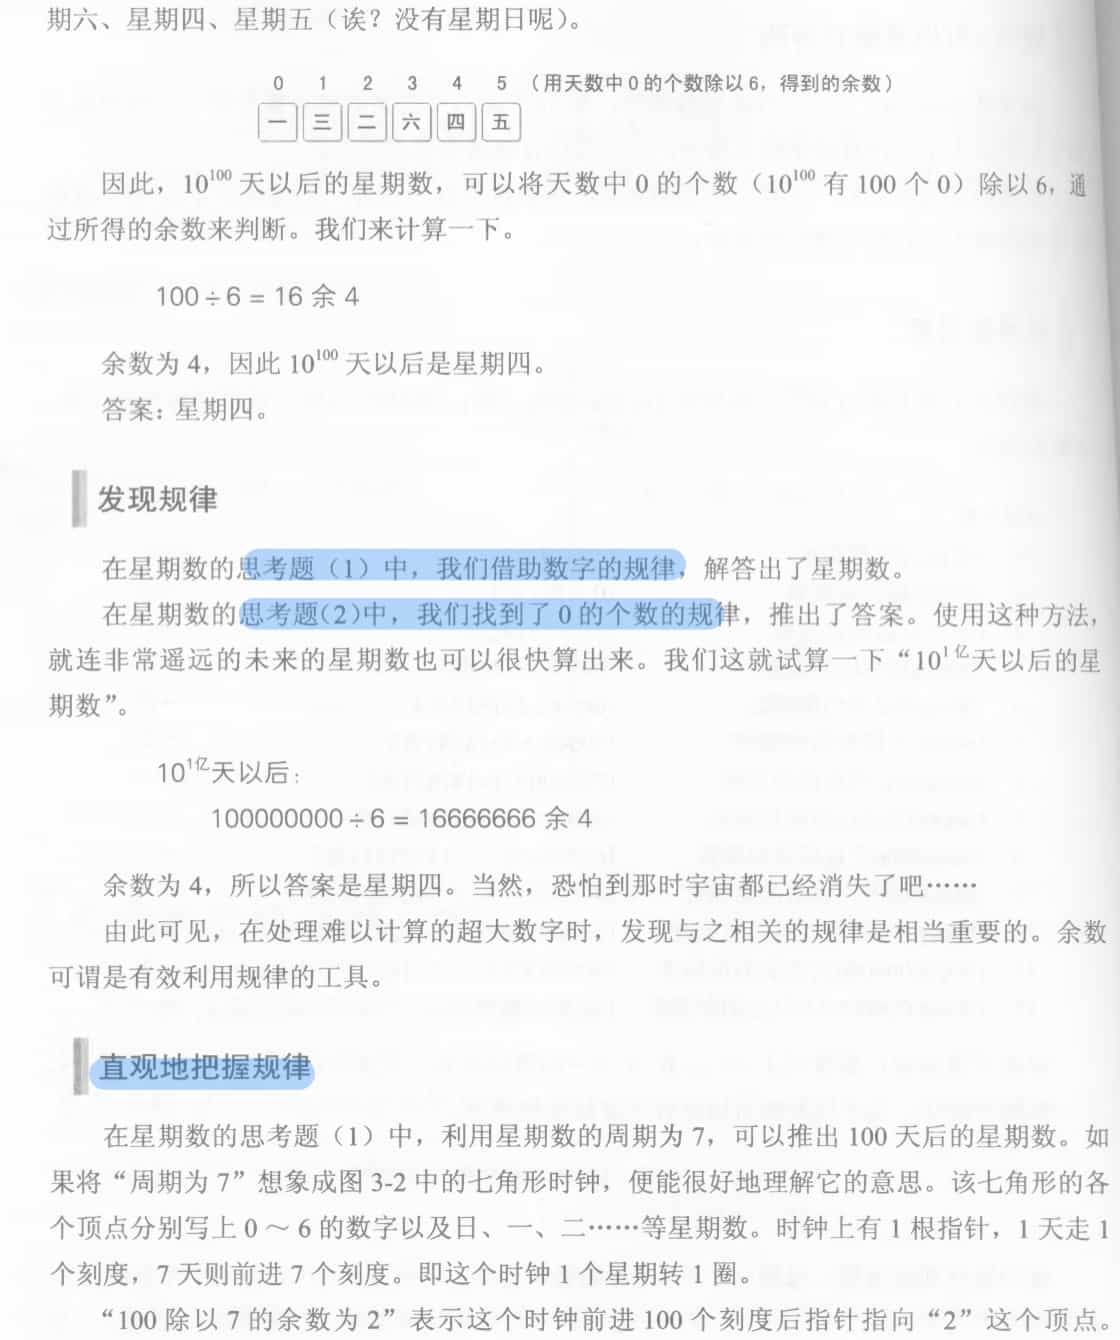 期六、星期四、星期五（诶？没有星期日呢）。
0 1 2 3 4 5 （用天数中 0 的个数除以 6，得到的余数）
一 三 二 六 四 五
因此，10¹⁰⁰ 天以后的星期数，可以将天数中 0 的个数（10¹⁰⁰ 有 100 个 0）除以 6，通
过所得的余数来判断。我们来计算一下。
100 ÷ 6 = 16 余 4
余数为 4，因此 10¹⁰⁰ 天以后是星期四。
答案：星期四。
发现规律
在星期数的思考题（1）中，我们借助数字的规律，解答出了星期数。
在星期数的思考题（2）中，我们找到了 0 的个数的规律，推出了答案。使用这种方法，
就连非常遥远的未来的星期数也可以很快算出来。我们这就试算一下“10¹亿天以后的星
期数”。
10¹亿天以后：
100000000 ÷ 6 = 16666666 余 4
余数为 4，所以答案是星期四。当然，恐怕到那时宇宙都已经消失了吧……
由此可见，在处理难以计算的超大数字时，发现与之相关的规律是相当重要的。余数
可谓是有效利用规律的工具。
直观地把握规律
在星期数的思考题（1）中，利用星期数的周期为 7，可以推出 100 天后的星期数。如
果将“周期为 7”想象成图 3-2 中的七角形时钟，便能很好地理解它的意思。该七角形的各
个顶点分别写上 0～6 的数字以及日、一、二……等星期数。时钟上有 1 根指针，1 天走 1
个刻度，7 天则前进 7 个刻度。即这个时钟 1 个星期转 1 圈。
“100 除以 7 的余数为 2”表示这个时钟前进 100 个刻度后指针指向“2”这个顶点。